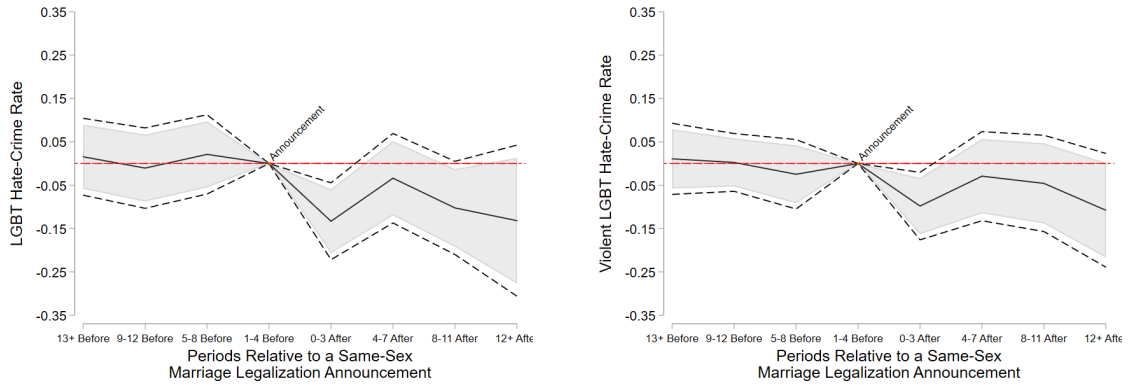 0.35
0.25
0.15
0.05
-0.05
-0.15
-0.25
-0.35
LGBT Hate-Crime Rate
Announcement
13+ Before 9-12 Before 5-8 Before 1-4 Before 0-3 After 4-7 After 8-11 After 12+ Afte
Periods Relative to a Same-Sex
Marriage Legalization Announcement
0.35
0.25
0.15
0.05
-0.05
-0.15
-0.25
-0.35
Violent LGBT Hate-Crime Rate
Announcement
13+ Before 9-12 Before 5-8 Before 1-4 Before 0-3 After 4-7 After 8-11 After 12+ Afte
Periods Relative to a Same-Sex
Marriage Legalization Announcement